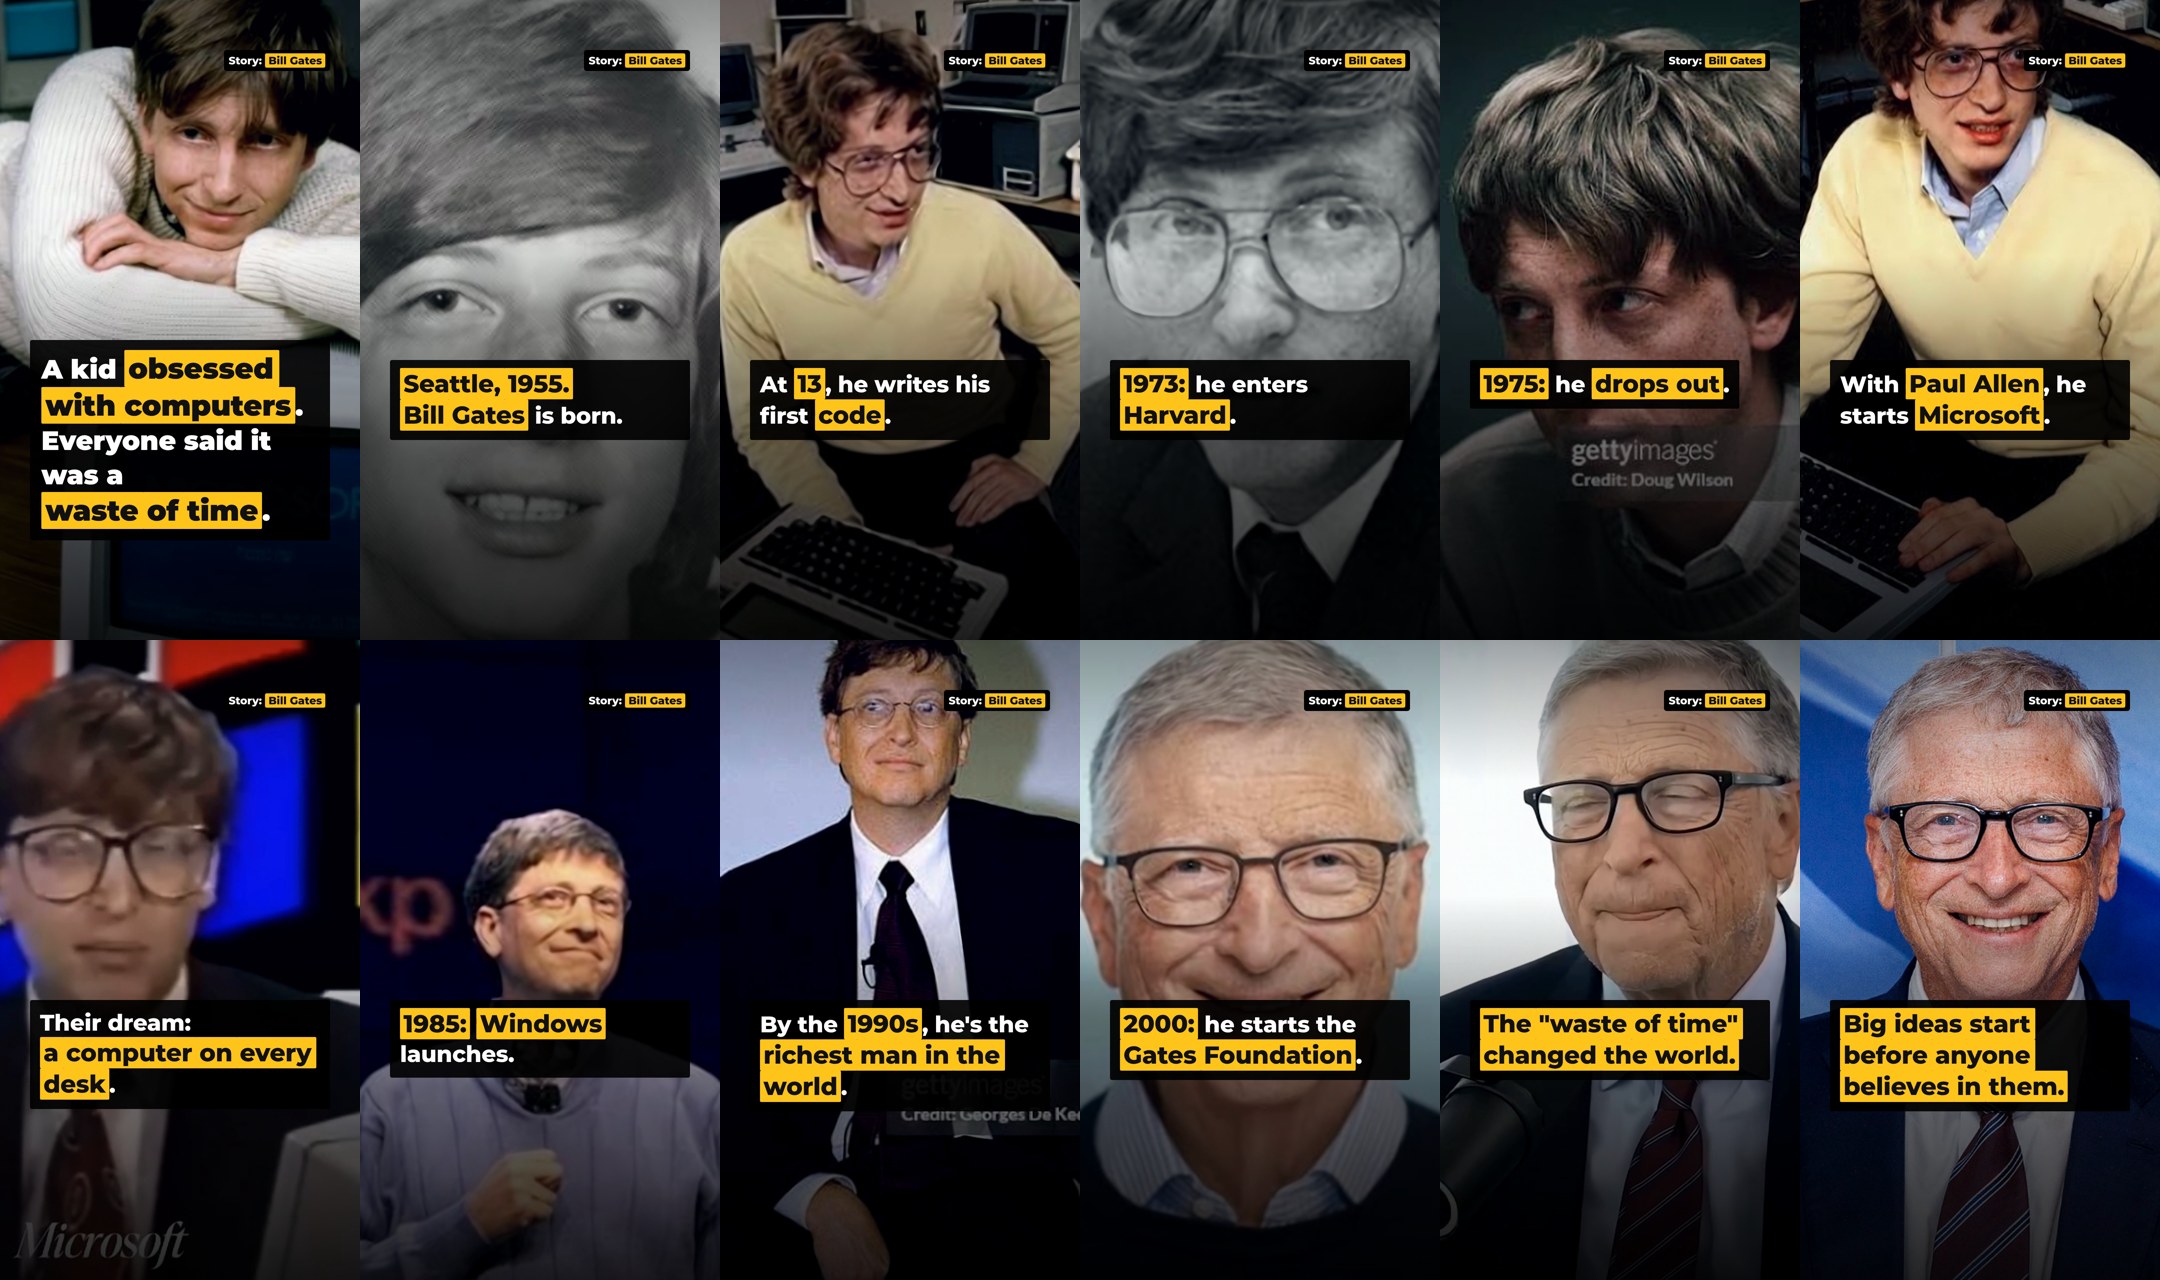 Story: Bill Gates
A kid obsessed
with computers.
Everyone said it
was a
waste of time.
Story: Bill Gates
Seattle, 1955.
Bill Gates is born.
Story: Bill Gates
At 13, he writes his
first code.
Story: Bill Gates
1973: he enters
Harvard.
Story: Bill Gates
1975: he drops out.
gettyimages
Credit: Doug Wilson
Story: Bill Gates
With Paul Allen, he
starts Microsoft.
Story: Bill Gates
Their dream:
a computer on every
desk.
Microsoft
Story: Bill Gates
xp
1985: Windows
launches.
Story: Bill Gates
By the 1990s, he's the
richest man in the
world.
gettyimages
Credit: Georges De Kee
Story: Bill Gates
2000: he starts the
Gates Foundation.
Story: Bill Gates
The "waste of time"
changed the world.
Story: Bill Gates
Big ideas start
before anyone
believes in them.